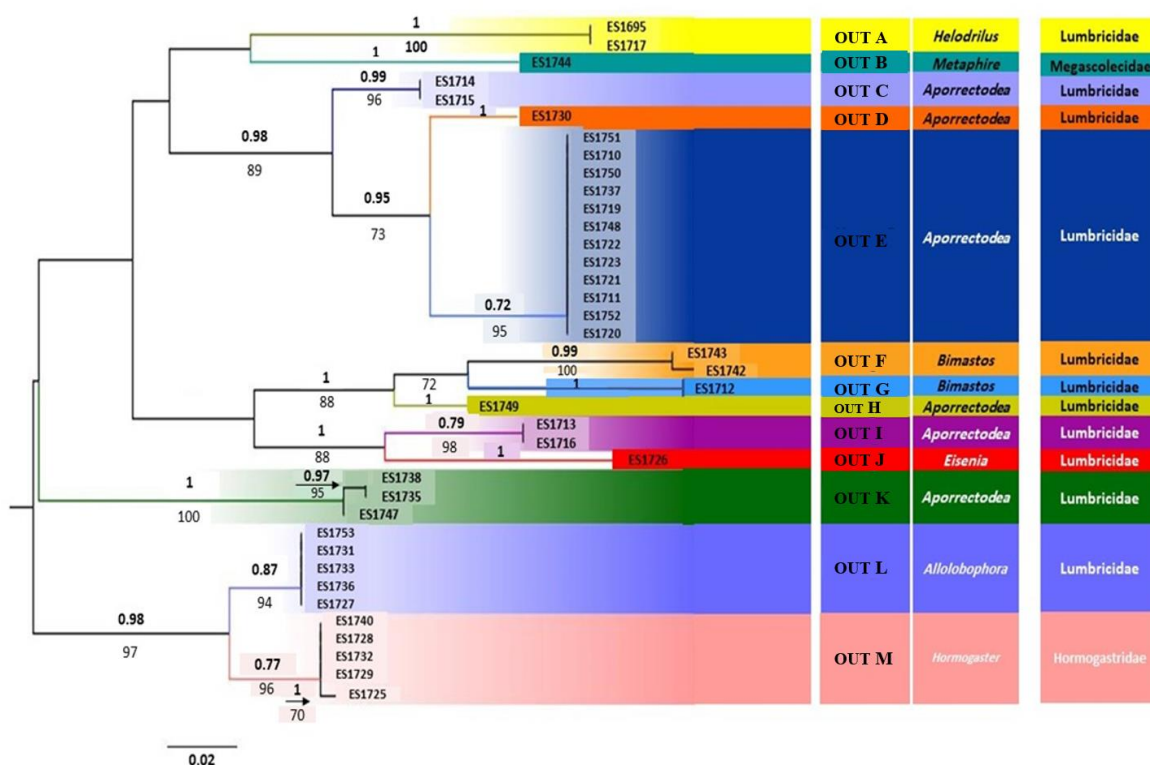 1
ES1695
100
ES1717
OUT A
Helodrilus
Lumbricidae
1
ES1744
OUT B
Metaphire
Megascolecidae
0.99
96
ES1714
ES1715
OUT C
Aporrectodea
Lumbricidae
1
ES1730
OUT D
Aporrectodea
Lumbricidae
0.98
89
0.95
73
ES1751
ES1710
ES1750
ES1737
ES1719
ES1748
ES1722
ES1723
ES1721
ES1711
ES1752
ES1720
0.72
95
OUT E
Aporrectodea
Lumbricidae
0.99
100
ES1743
ES1742
OUT F
Bimastos
Lumbricidae
1
88
72
1
ES1712
OUT G
Bimastos
Lumbricidae
1
ES1749
OUT H
Aporrectodea
Lumbricidae
1
88
0.79
98
ES1713
ES1716
OUT I
Aporrectodea
Lumbricidae
1
ES1726
OUT J
Eisenia
Lumbricidae
1
100
0.97
95
ES1738
ES1735
ES1747
OUT K
Aporrectodea
Lumbricidae
ES1753
ES1731
ES1733
ES1736
ES1727
0.87
94
OUT L
Allolobophora
Lumbricidae
0.98
97
ES1740
ES1728
ES1732
ES1729
ES1725
0.77
96
1
70
OUT M
Hormogaster
Hormogastridae
0.02